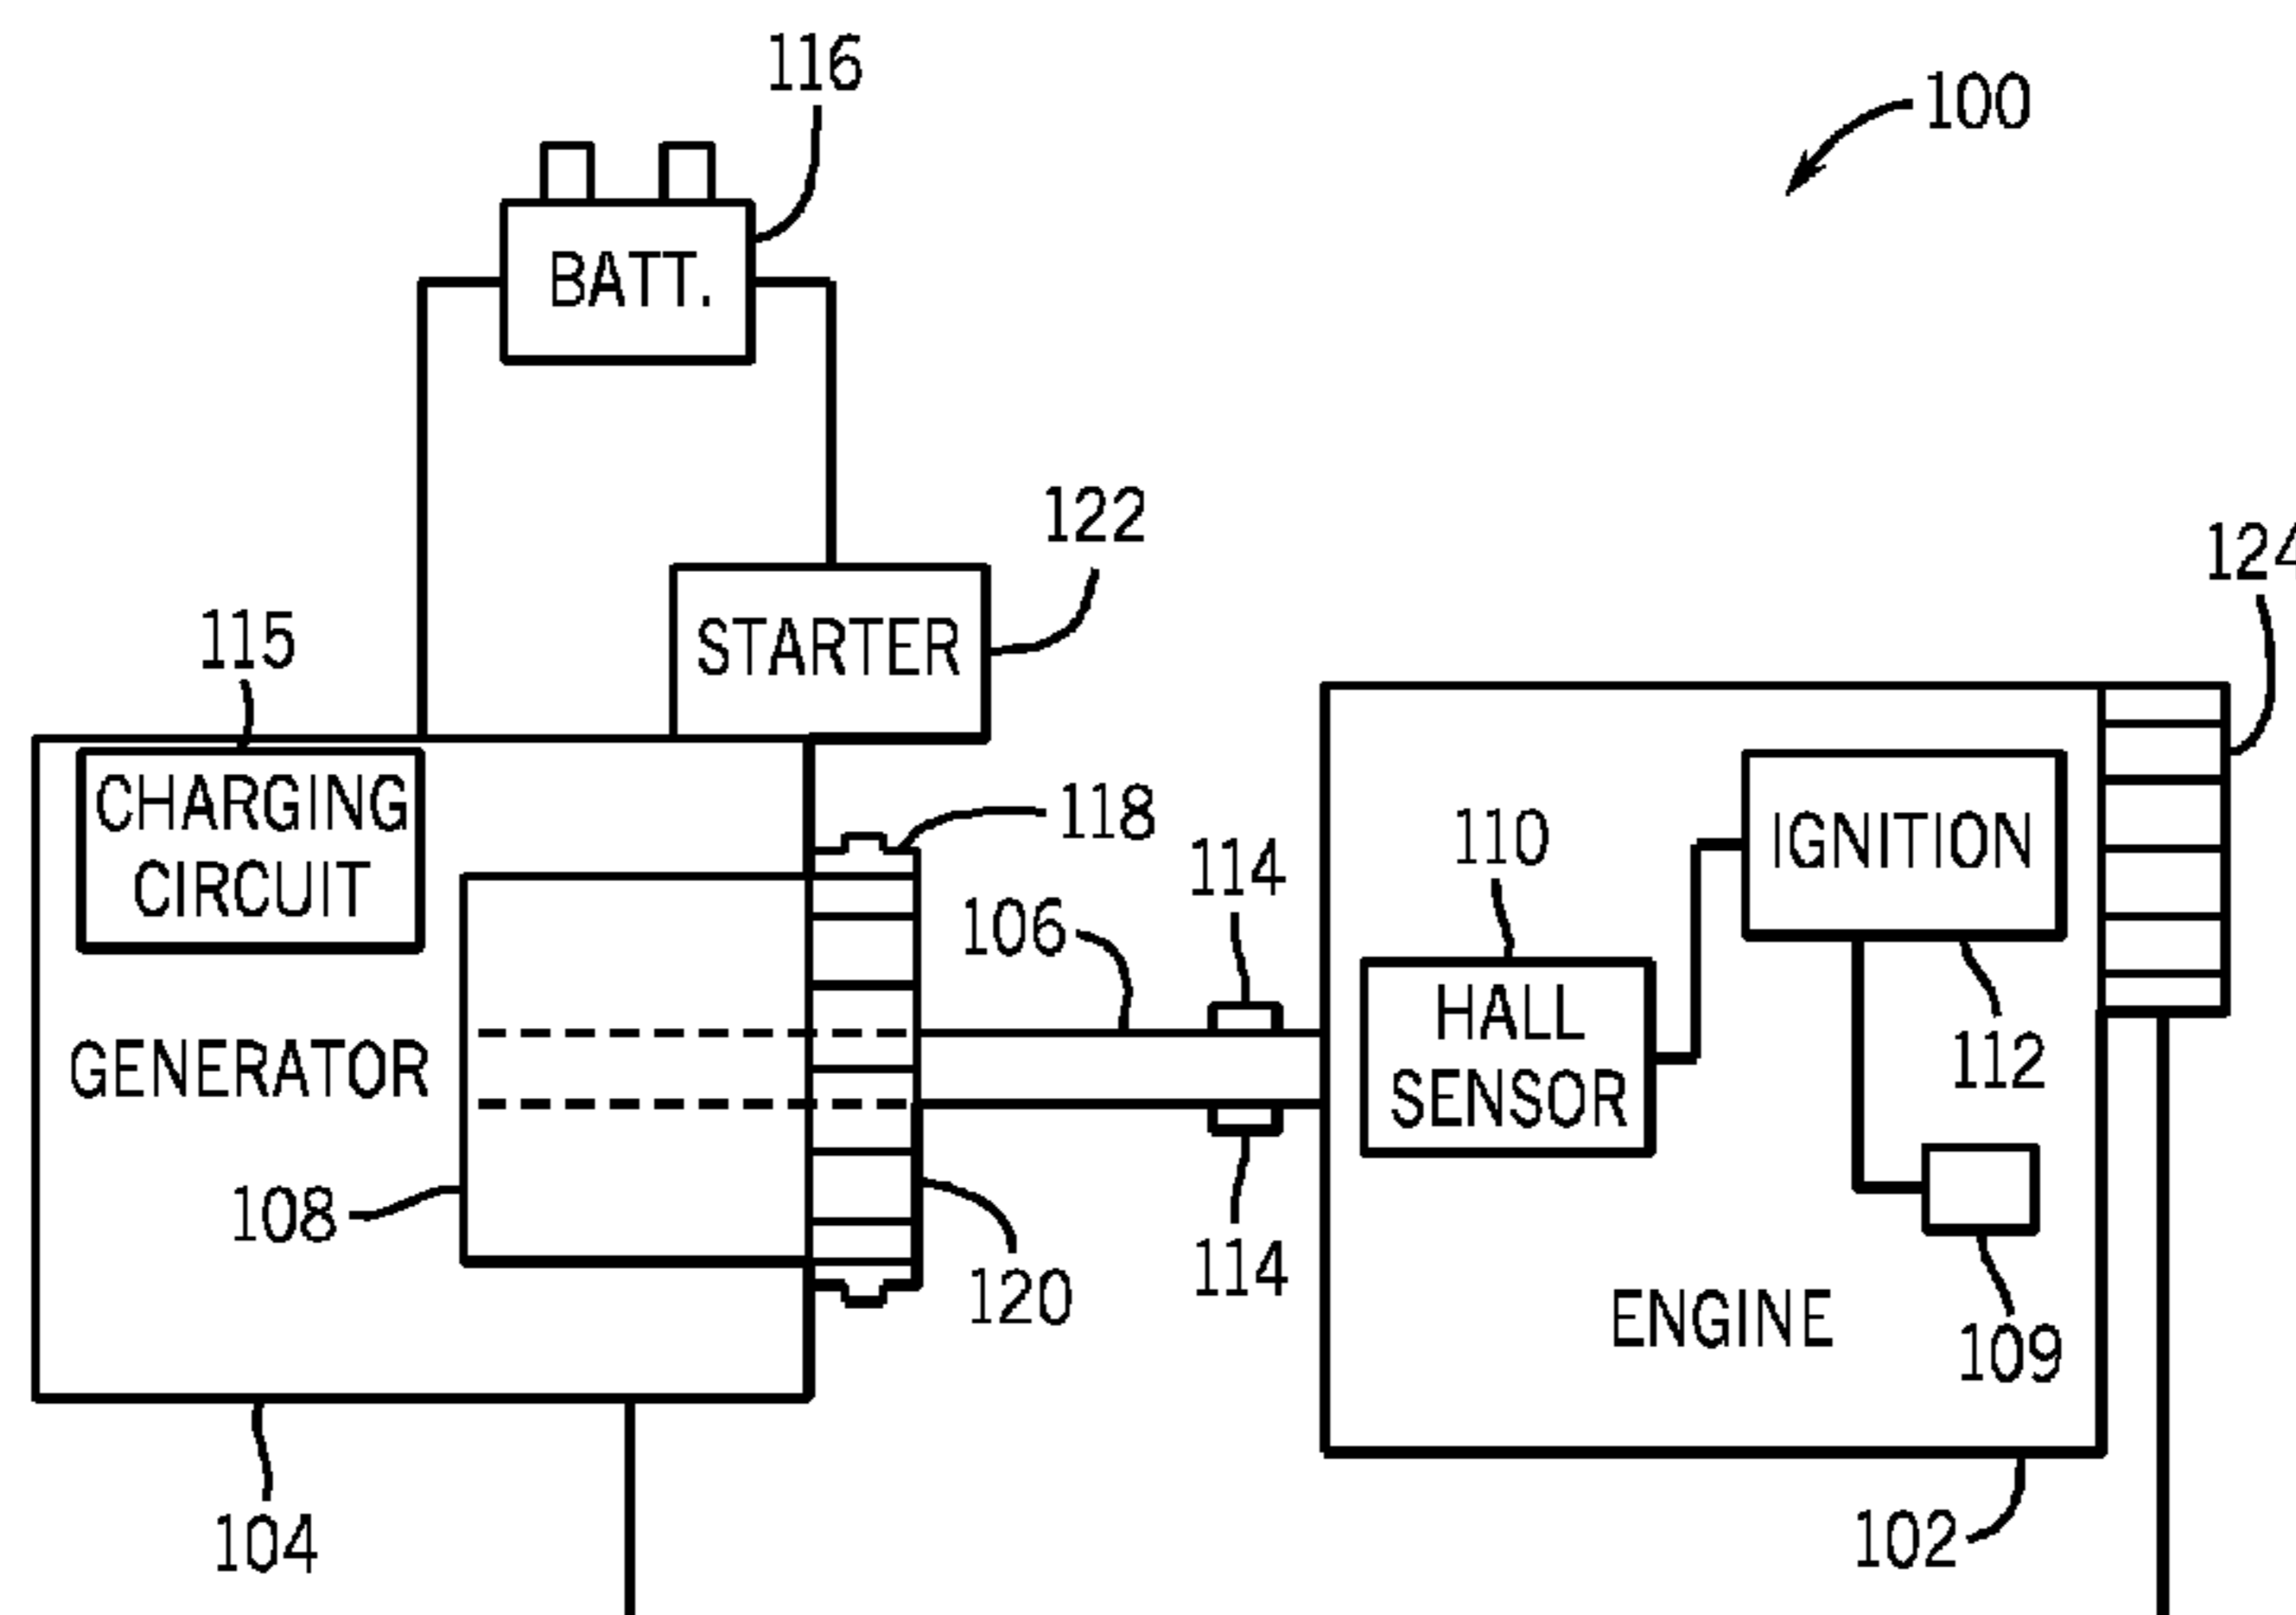 116
100
BATT.
122
124
115
STARTER
118
CHARGING
CIRCUIT
110
114
IGNITION
106
HALL
SENSOR
112
GENERATOR
108
120
114
ENGINE
109
104
102